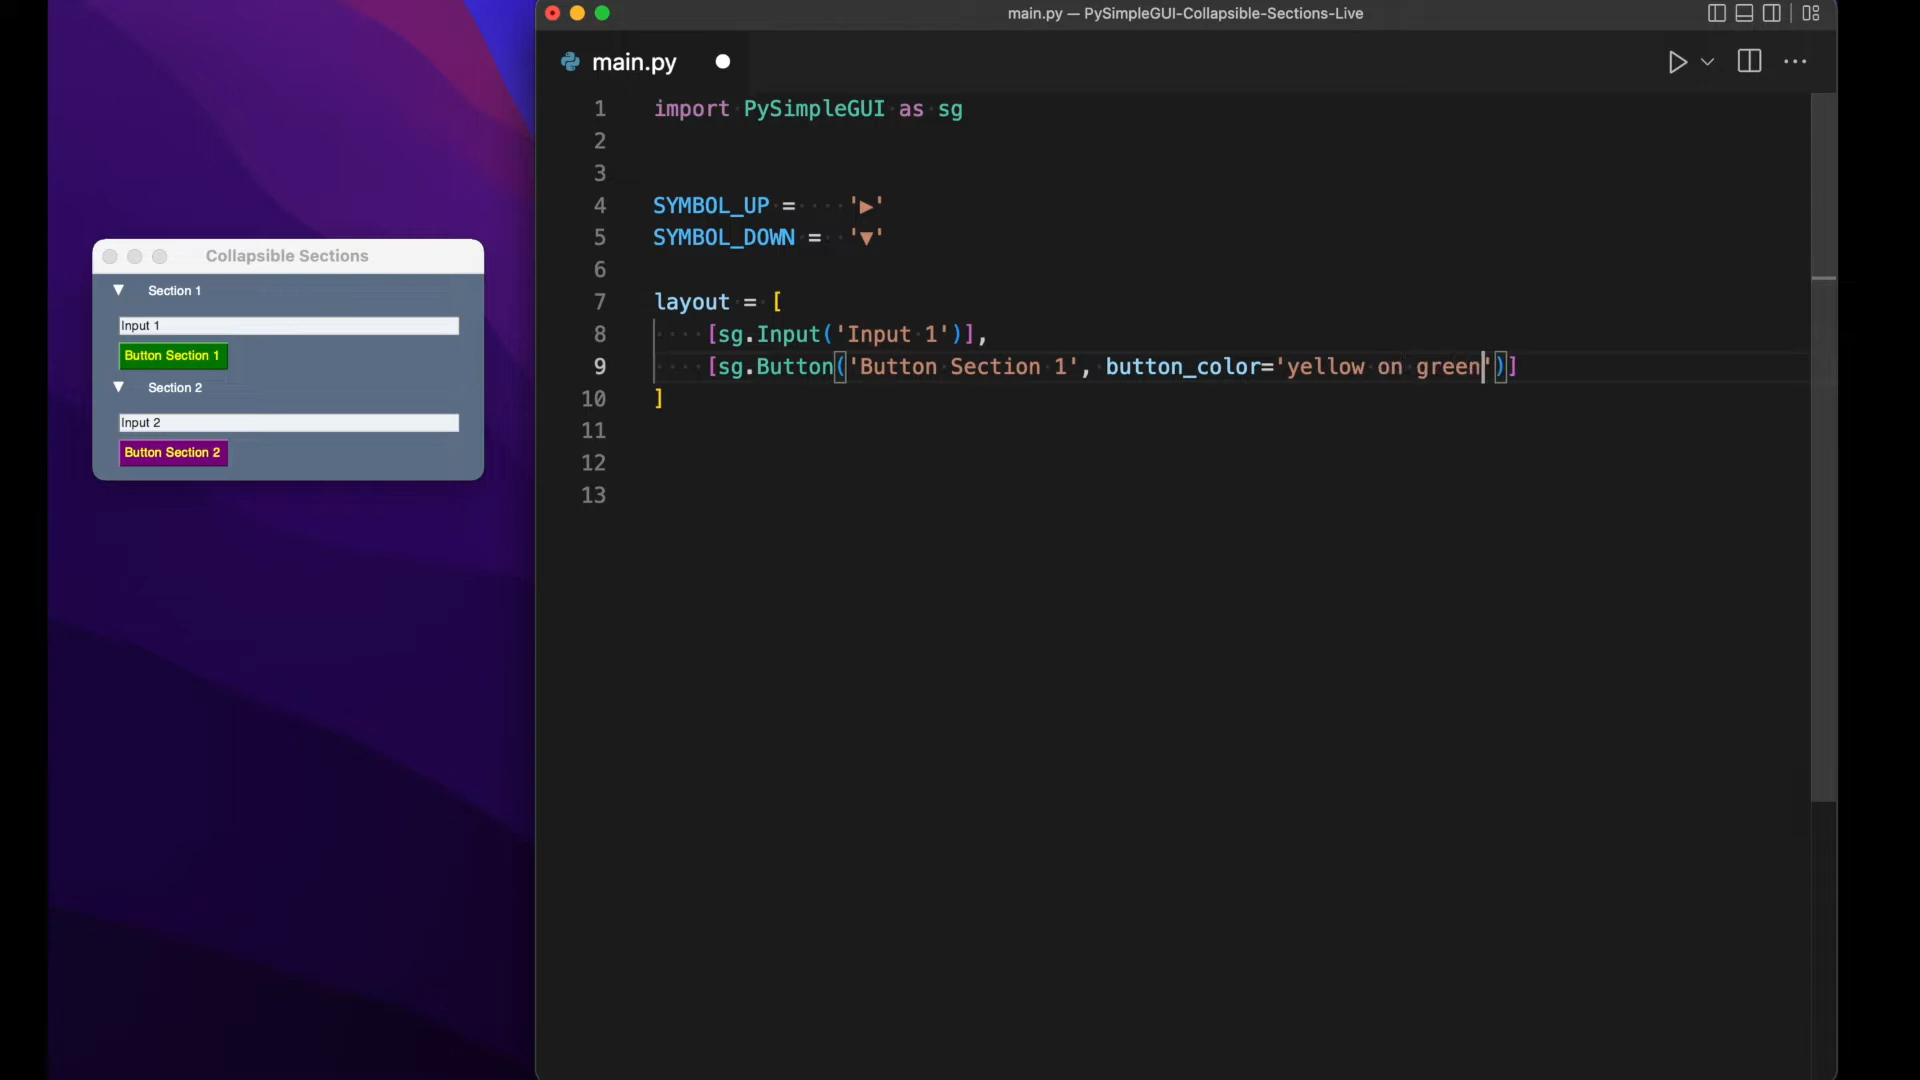 Collapsible Sections
▼ Section 1
Input 1
Button Section 1
▼ Section 2
Input 2
Button Section 2
main.py — PySimpleGUI-Collapsible-Sections-Live
main.py
1 import PySimpleGUI as sg
2
3
4 SYMBOL_UP =    '▶'
5 SYMBOL_DOWN =  '▼'
6
7 layout = [
8     [sg.Input('Input 1')],
9     [sg.Button('Button Section 1', button_color='yellow on green')]
10 ]
11
12
13